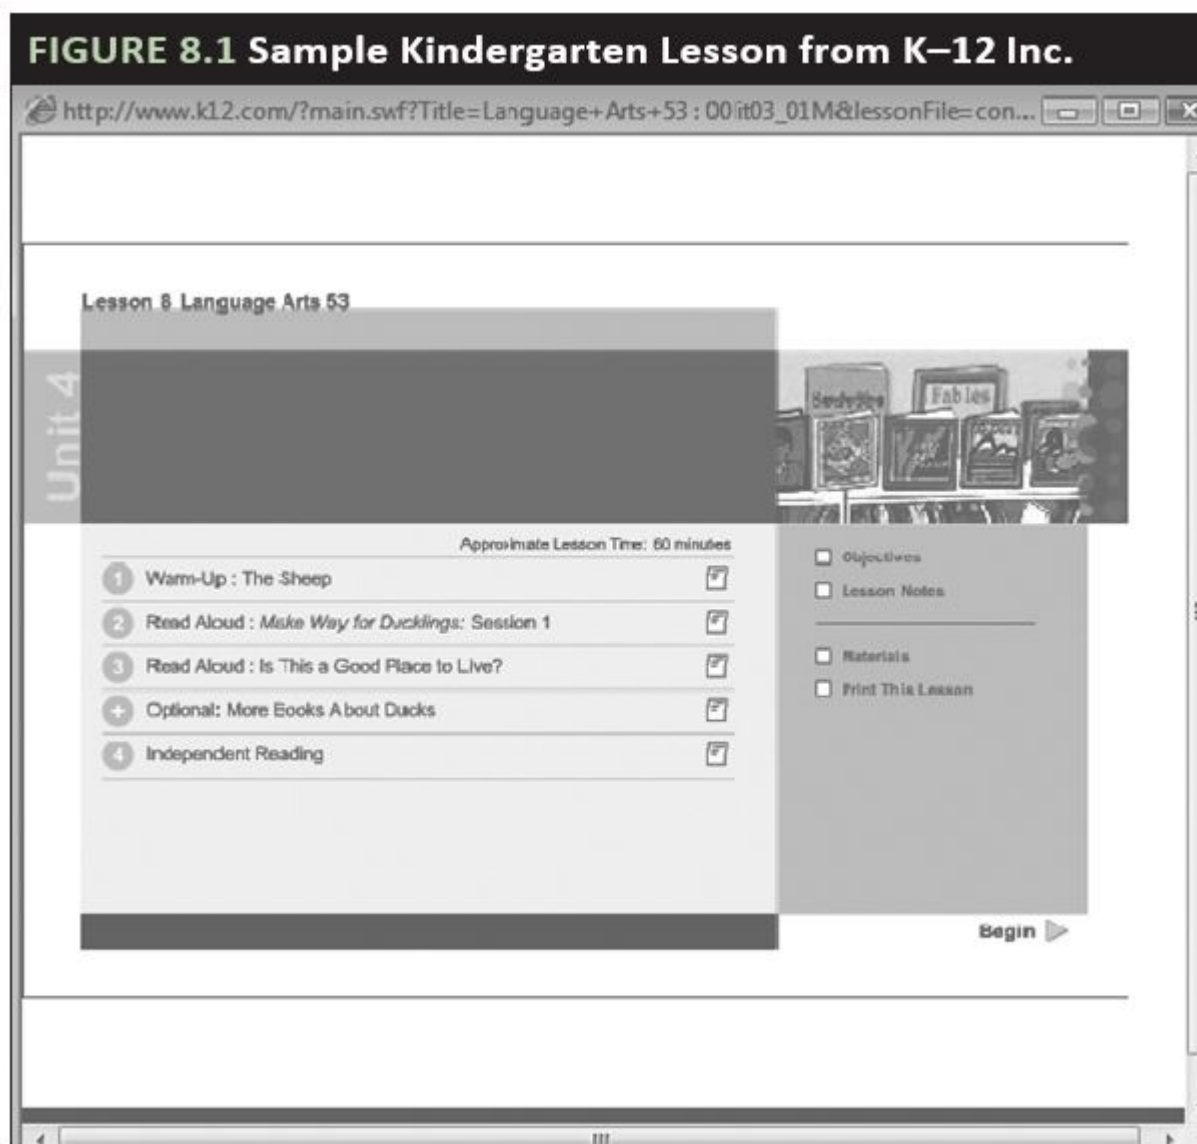 FIGURE 8.1 Sample Kindergarten Lesson from K–12 Inc.
http://www.k12.com/?main.swf?Title=Language+Arts+53:00it03_01M&lessonFile=con...
Lesson 8 Language Arts 53
Unit 4
Fables
Approximate Lesson Time: 60 minutes
1 Warm-Up : The Sheep
2 Read Aloud : Make Way for Ducklings: Session 1
3 Read Aloud : Is This a Good Place to Live?
+ Optional: More Books About Ducks
4 Independent Reading
Objectives
Lesson Notes
Materials
Print This Lesson
Begin